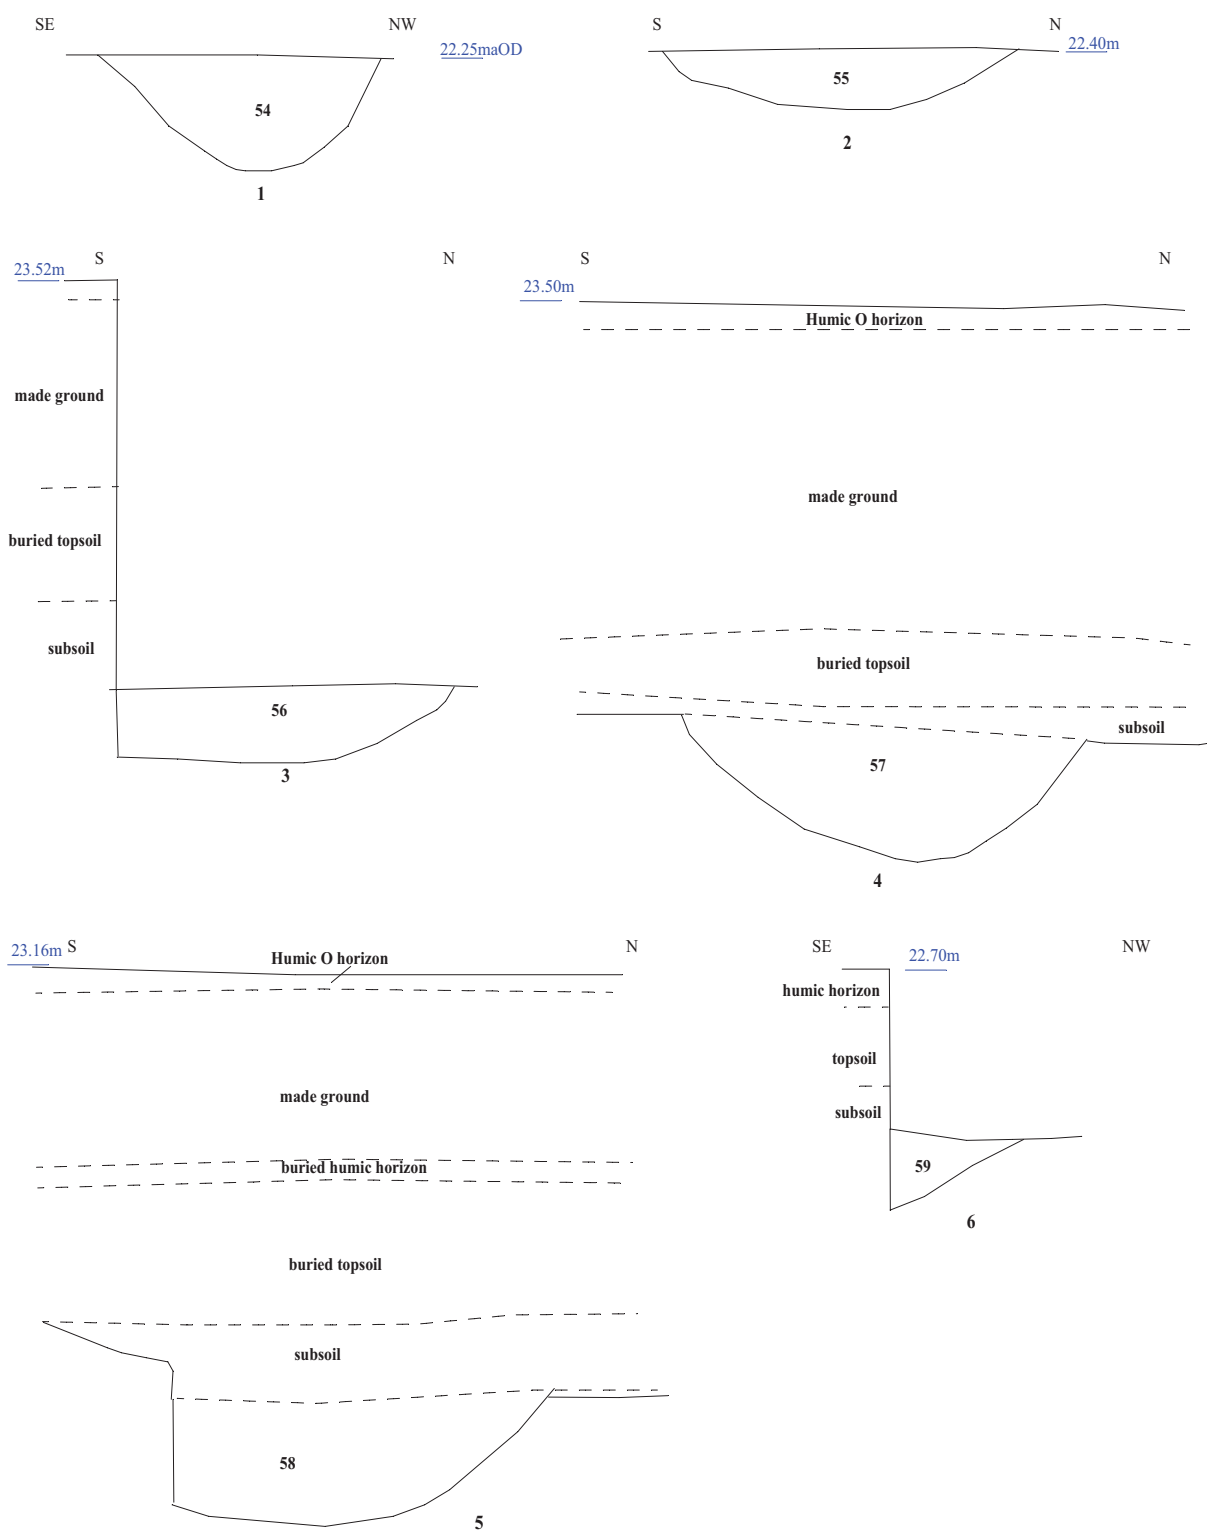 SE
NW
22.25maOD
54
1
S
N
22.40m
55
2
S
N
23.52m
made ground
buried topsoil
subsoil
56
3
S
N
23.50m
Humic O horizon
made ground
buried topsoil
subsoil
57
4
23.16m
S
N
Humic O horizon
made ground
buried humic horizon
buried topsoil
subsoil
58
5
SE
NW
22.70m
humic horizon
topsoil
subsoil
59
6